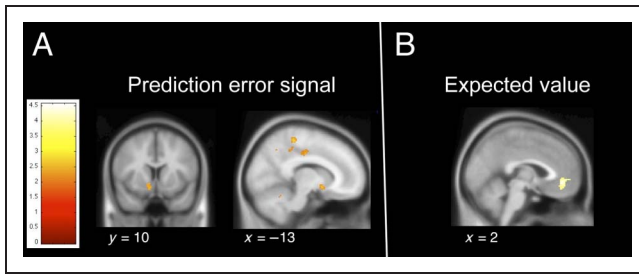 A
B
Prediction error signal
Expected value
4.5
4
3.5
3
2.5
2
1.5
1
0.5
0
y = 10
x = −13
x = 2